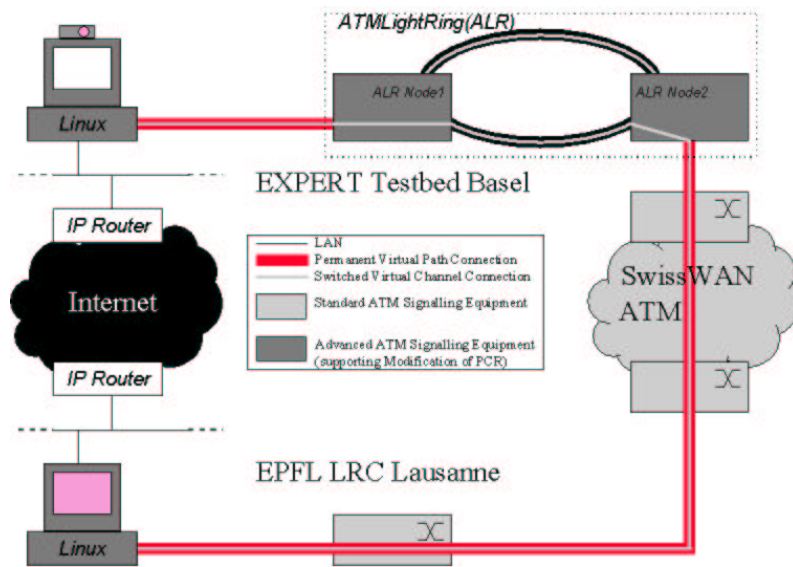 ATMLightRing(ALR)
ALR Node1
ALR Node2
Linux
EXPERT Testbed Basel
IP Router
LAN
Permanent Virtual Path Connection
Switched Virtual Channel Connection
Standard ATM Signalling Equipment
Advanced ATM Signalling Equipment
(supporting Modification of PCR)
Internet
SwissWAN
ATM
IP Router
EPFL LRC Lausanne
Linux